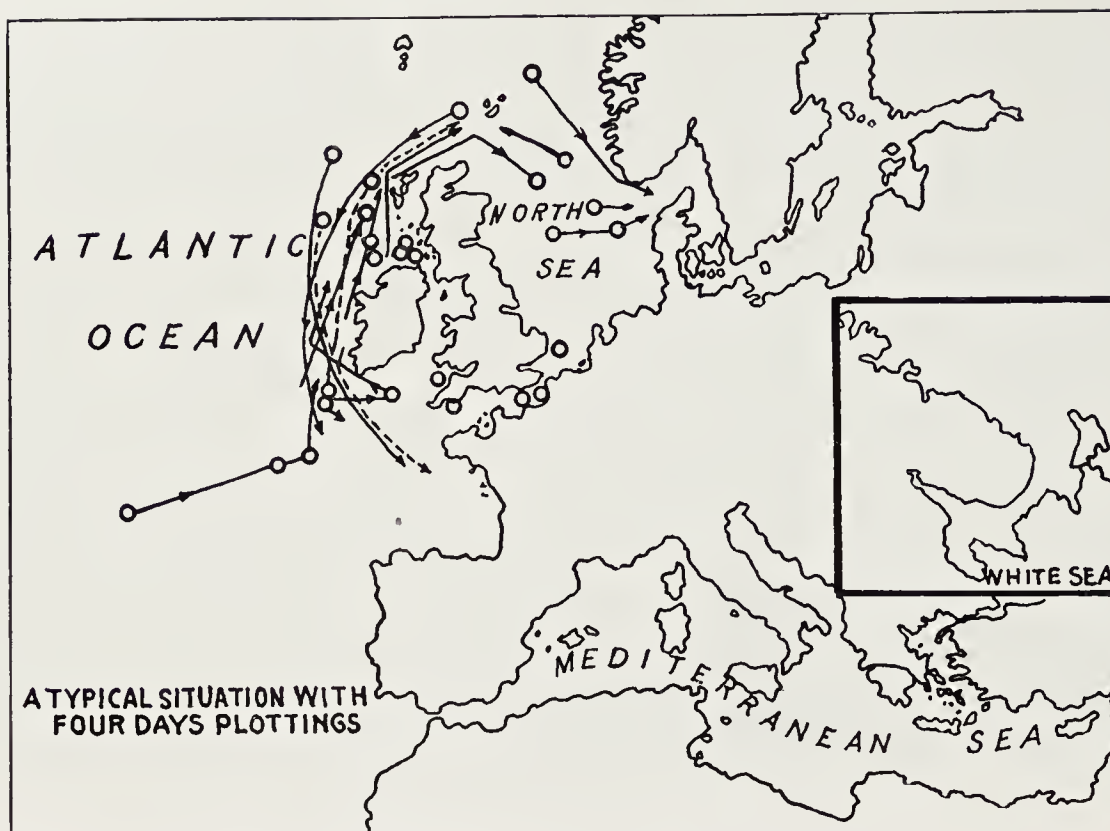 ATLANTIC
OCEAN
NORTH
SEA
WHITE SEA
MEDITERRANEAN SEA
A TYPICAL SITUATION WITH
FOUR DAYS PLOTTINGS